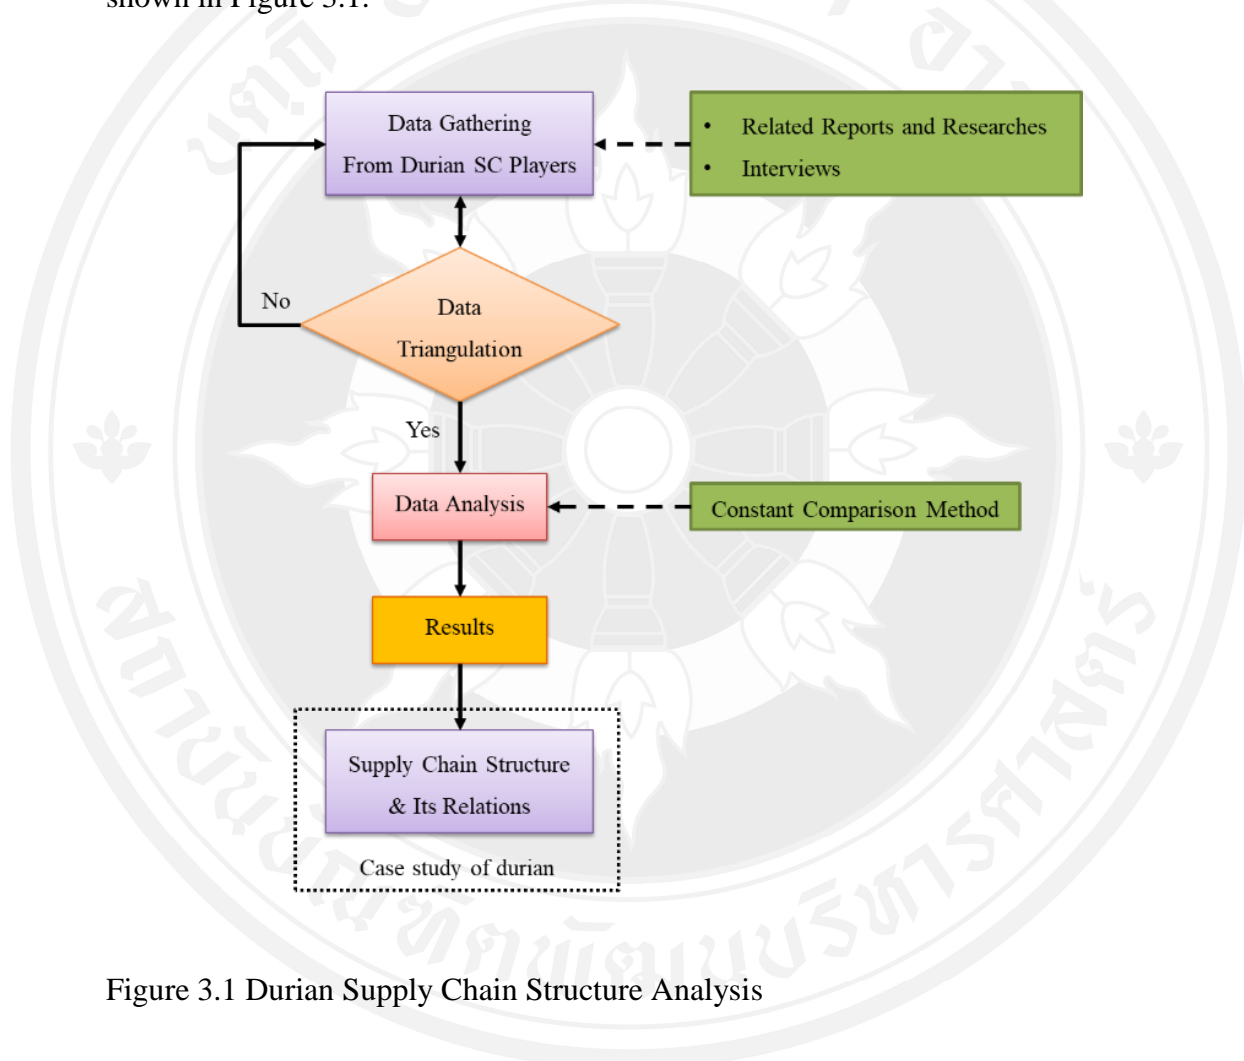 shown in Figure 3.1.
Data Gathering
From Durian SC Players
• Related Reports and Researches
• Interviews
No
Data
Triangulation
Yes
Data Analysis
Constant Comparison Method
Results
Supply Chain Structure
& Its Relations
Case study of durian
Figure 3.1 Durian Supply Chain Structure Analysis